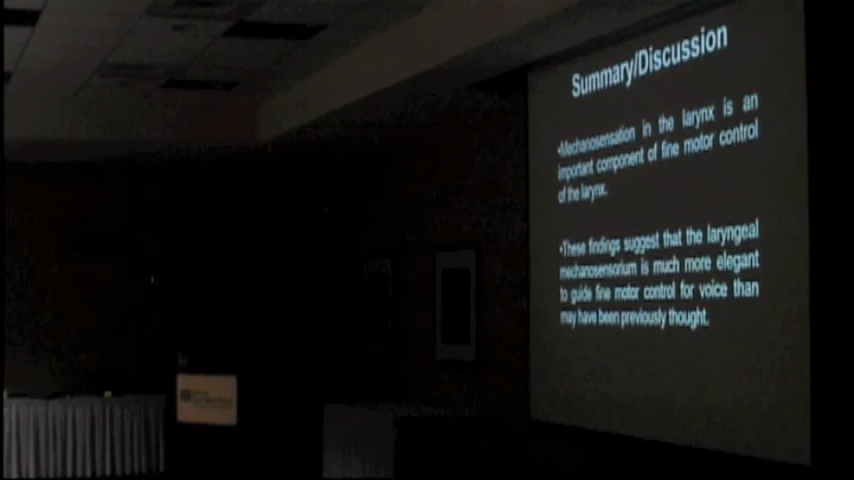 Summary/Discussion
•Mechanosensation in the larynx is an
important component of fine motor control
of the larynx.
•These findings suggest that the laryngeal
mechanosensorium is much more elegant
to guide fine motor control for voice than
may have been previously thought.